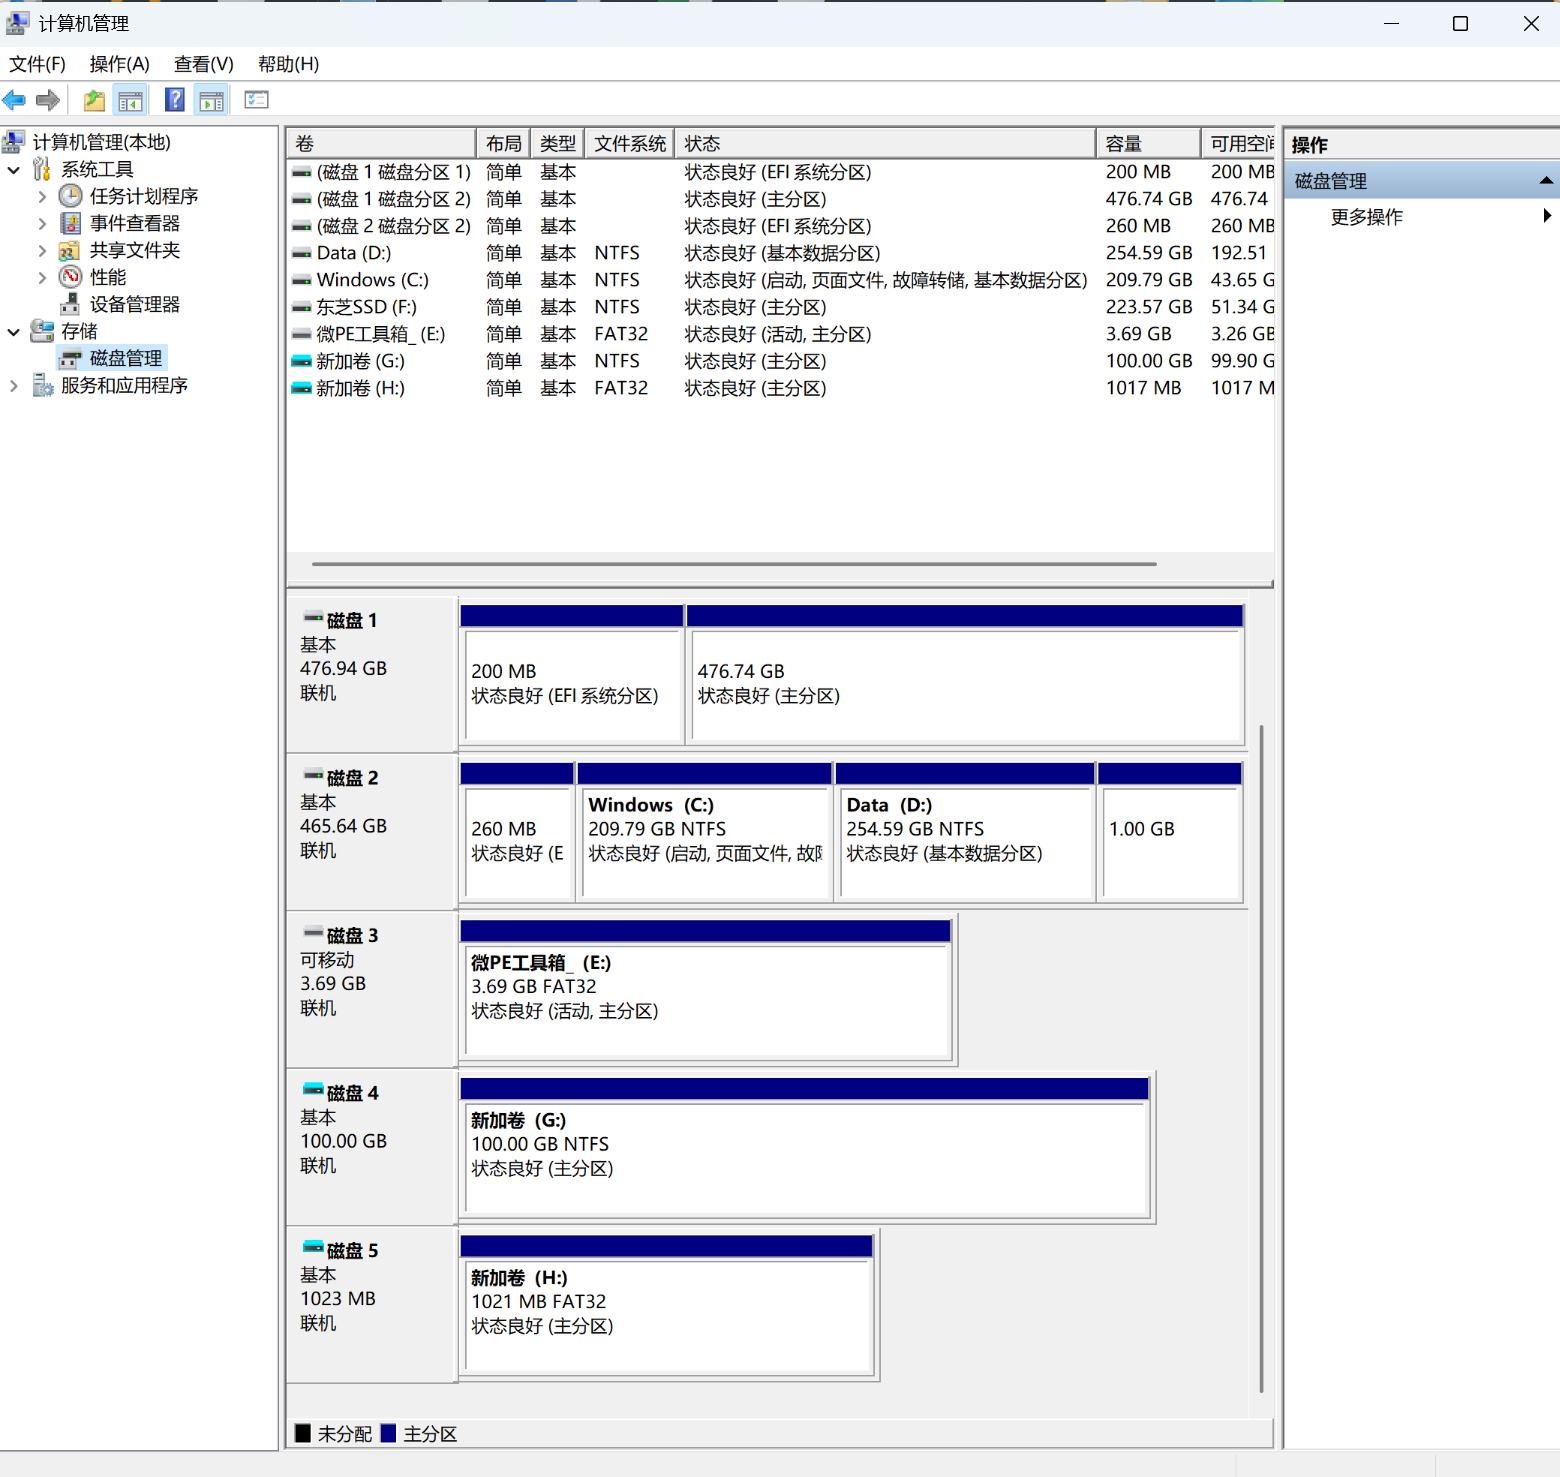 计算机管理
文件(F) 操作(A) 查看(V) 帮助(H)
计算机管理(本地)
系统工具
任务计划程序
事件查看器
共享文件夹
性能
设备管理器
存储
磁盘管理
服务和应用程序
卷 布局 类型 文件系统 状态 容量 可用空间
(磁盘 1 磁盘分区 1) 简单 基本 状态良好 (EFI 系统分区) 200 MB 200 MB
(磁盘 1 磁盘分区 2) 简单 基本 状态良好 (主分区) 476.74 GB 476.74
(磁盘 2 磁盘分区 2) 简单 基本 状态良好 (EFI 系统分区) 260 MB 260 MB
Data (D:) 简单 基本 NTFS 状态良好 (基本数据分区) 254.59 GB 192.51
Windows (C:) 简单 基本 NTFS 状态良好 (启动, 页面文件, 故障转储, 基本数据分区) 209.79 GB 43.65 G
东芝SSD (F:) 简单 基本 NTFS 状态良好 (主分区) 223.57 GB 51.34 G
微PE工具箱_ (E:) 简单 基本 FAT32 状态良好 (活动, 主分区) 3.69 GB 3.26 GB
新加卷 (G:) 简单 基本 NTFS 状态良好 (主分区) 100.00 GB 99.90 G
新加卷 (H:) 简单 基本 FAT32 状态良好 (主分区) 1017 MB 1017 M
磁盘 1
基本
476.94 GB
联机
200 MB
状态良好 (EFI 系统分区)
476.74 GB
状态良好 (主分区)
磁盘 2
基本
465.64 GB
联机
260 MB
状态良好 (E
Windows (C:)
209.79 GB NTFS
状态良好 (启动, 页面文件, 故障
Data (D:)
254.59 GB NTFS
状态良好 (基本数据分区)
1.00 GB
磁盘 3
可移动
3.69 GB
联机
微PE工具箱_ (E:)
3.69 GB FAT32
状态良好 (活动, 主分区)
磁盘 4
基本
100.00 GB
联机
新加卷 (G:)
100.00 GB NTFS
状态良好 (主分区)
磁盘 5
基本
1023 MB
联机
新加卷 (H:)
1021 MB FAT32
状态良好 (主分区)
未分配 主分区
操作
磁盘管理
更多操作